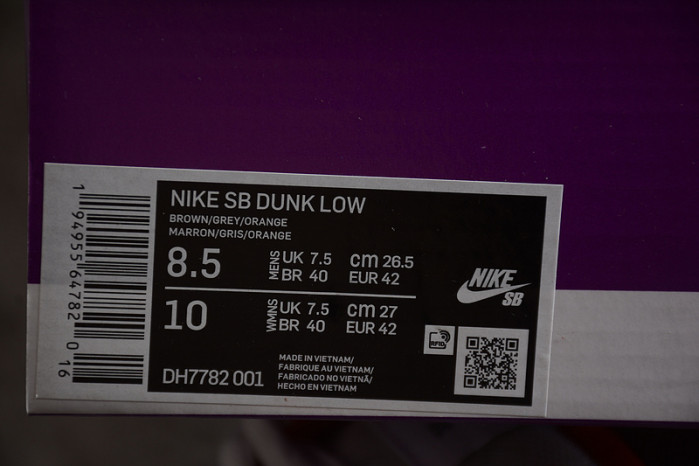 1 94955 64782 0 16
NIKE SB DUNK LOW
BROWN/GREY/ORANGE
MARRON/GRIS/ORANGE
8.5 MENS UK 7.5 cm 26.5
BR 40 EUR 42
10 WMNS UK 7.5 cm 27
BR 40 EUR 42
NIKE
SB
RFID
MADE IN VIETNAM/
FABRIQUE AU VIETNAM/
FABRICADO NO VIETNÃ/
HECHO EN VIETNAM
DH7782 001